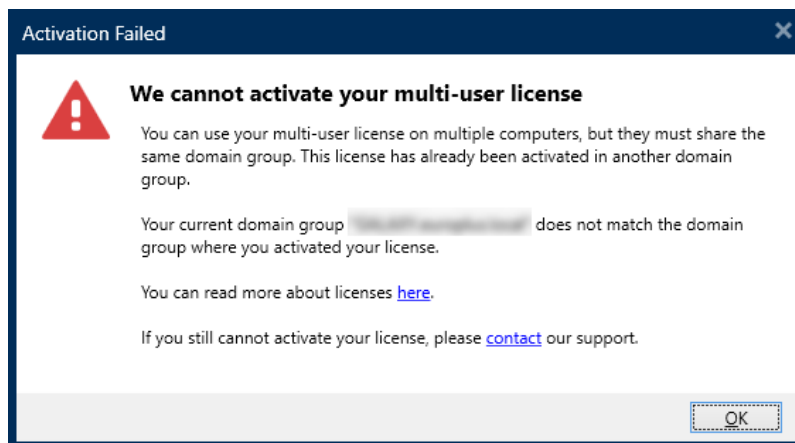 Activation Failed
We cannot activate your multi-user license
You can use your multi-user license on multiple computers, but they must share the
same domain group. This license has already been activated in another domain
group.
Your current domain group does not match the domain
group where you activated your license.
You can read more about licenses here.
If you still cannot activate your license, please contact our support.
OK